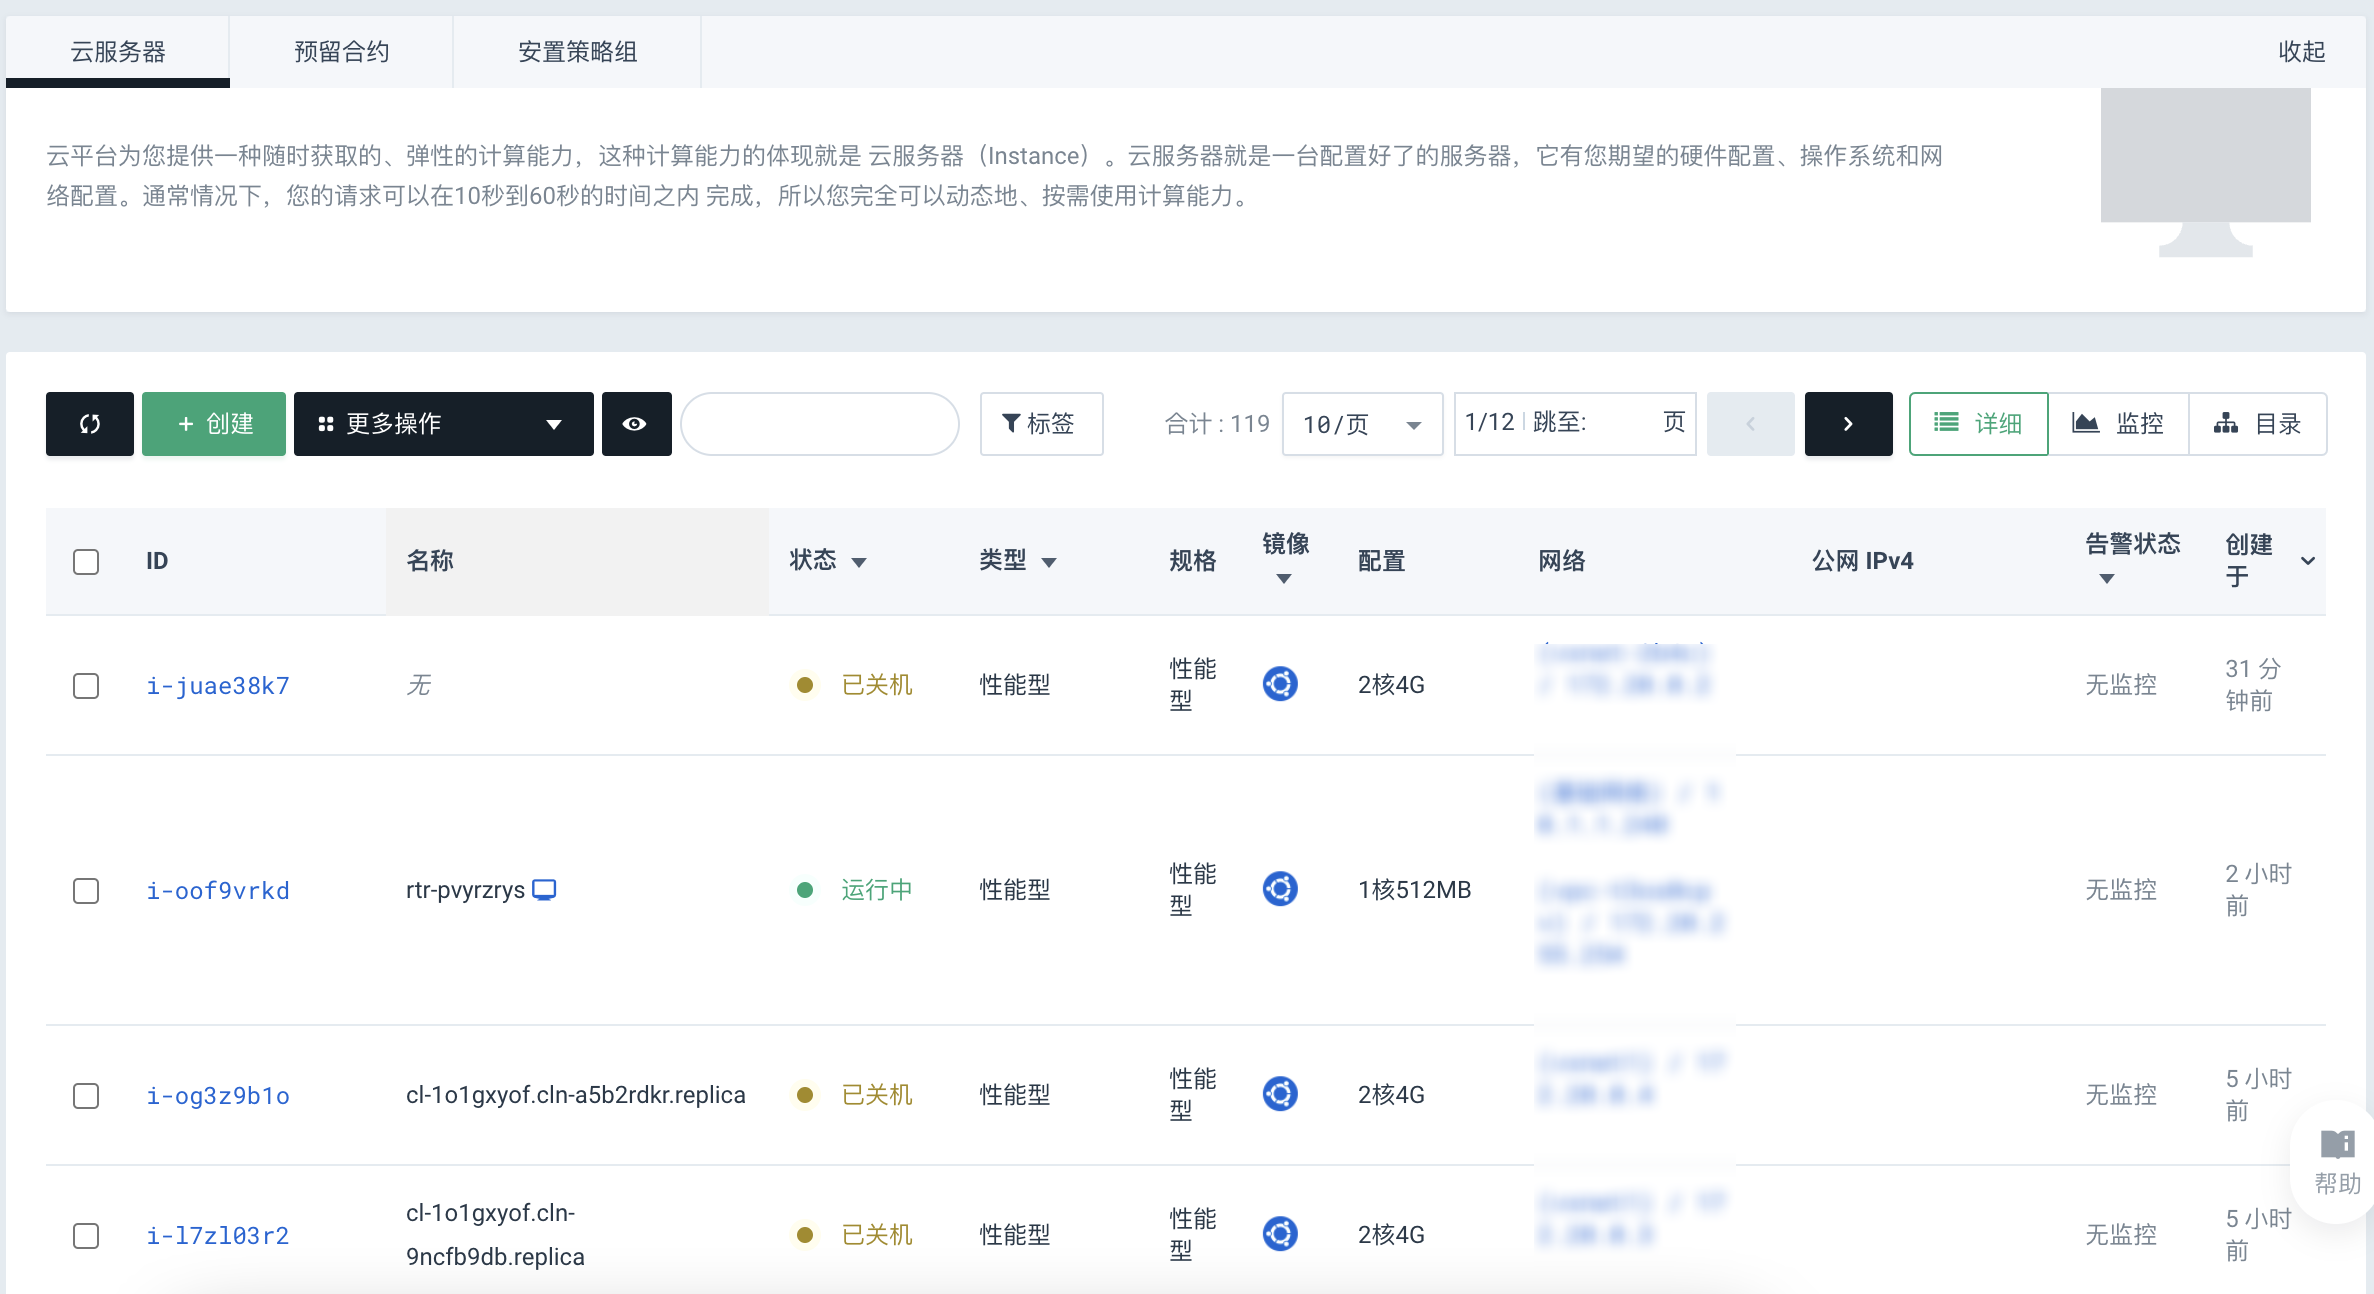 云服务器 预留合约 安置策略组 收起
云平台为您提供一种随时获取的、弹性的计算能力，这种计算能力的体现就是 云服务器（Instance）。云服务器就是一台配置好了的服务器，它有您期望的硬件配置、操作系统和网
络配置。通常情况下，您的请求可以在10秒到60秒的时间之内 完成，所以您完全可以动态地、按需使用计算能力。
+ 创建 更多操作 标签 合计 : 119 10/页 1/12 跳至: 页 详细 监控 目录
ID 名称 状态 类型 规格 镜像 配置 网络 公网 IPv4 告警状态 创建
于
i-juae38k7 无 已关机 性能型 性能
型 2核4G 无监控 31 分
钟前
i-oof9vrkd rtr-pvyrzrys 运行中 性能型 性能
型 1核512MB 无监控 2 小时
前
i-og3z9b1o cl-1o1gxyof.cln-a5b2rdkr.replica 已关机 性能型 性能
型 2核4G 无监控 5 小时
前
帮助
i-l7zl03r2 cl-1o1gxyof.cln-
9ncfb9db.replica 已关机 性能型 性能
型 2核4G 无监控 5 小时
前